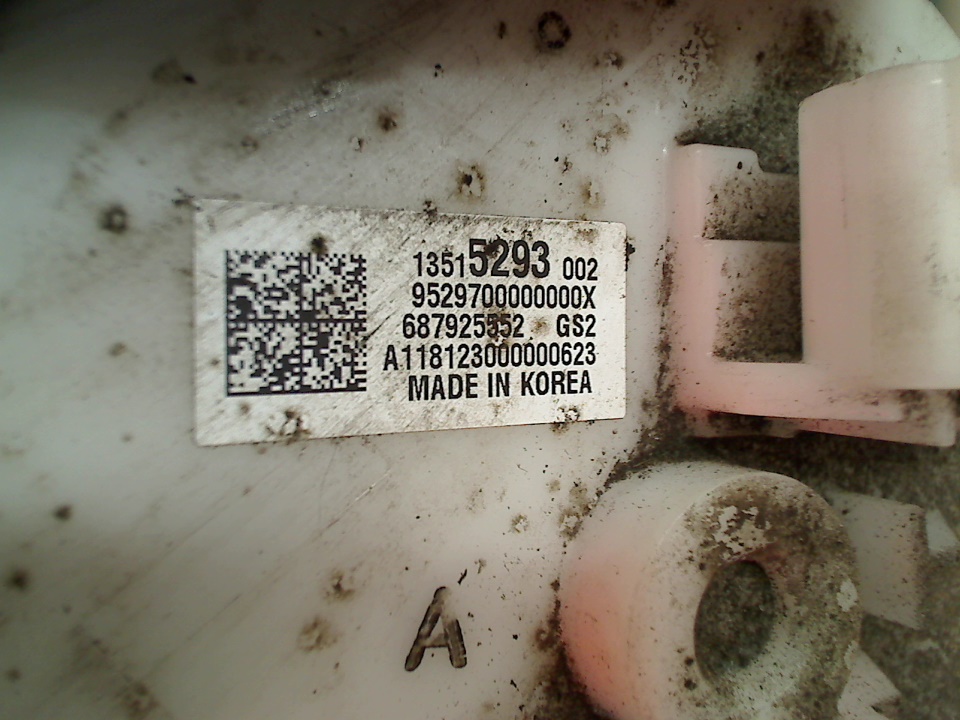 13515293 002
9529700000000X
687925552 GS2
A118123000000623
MADE IN KOREA
A